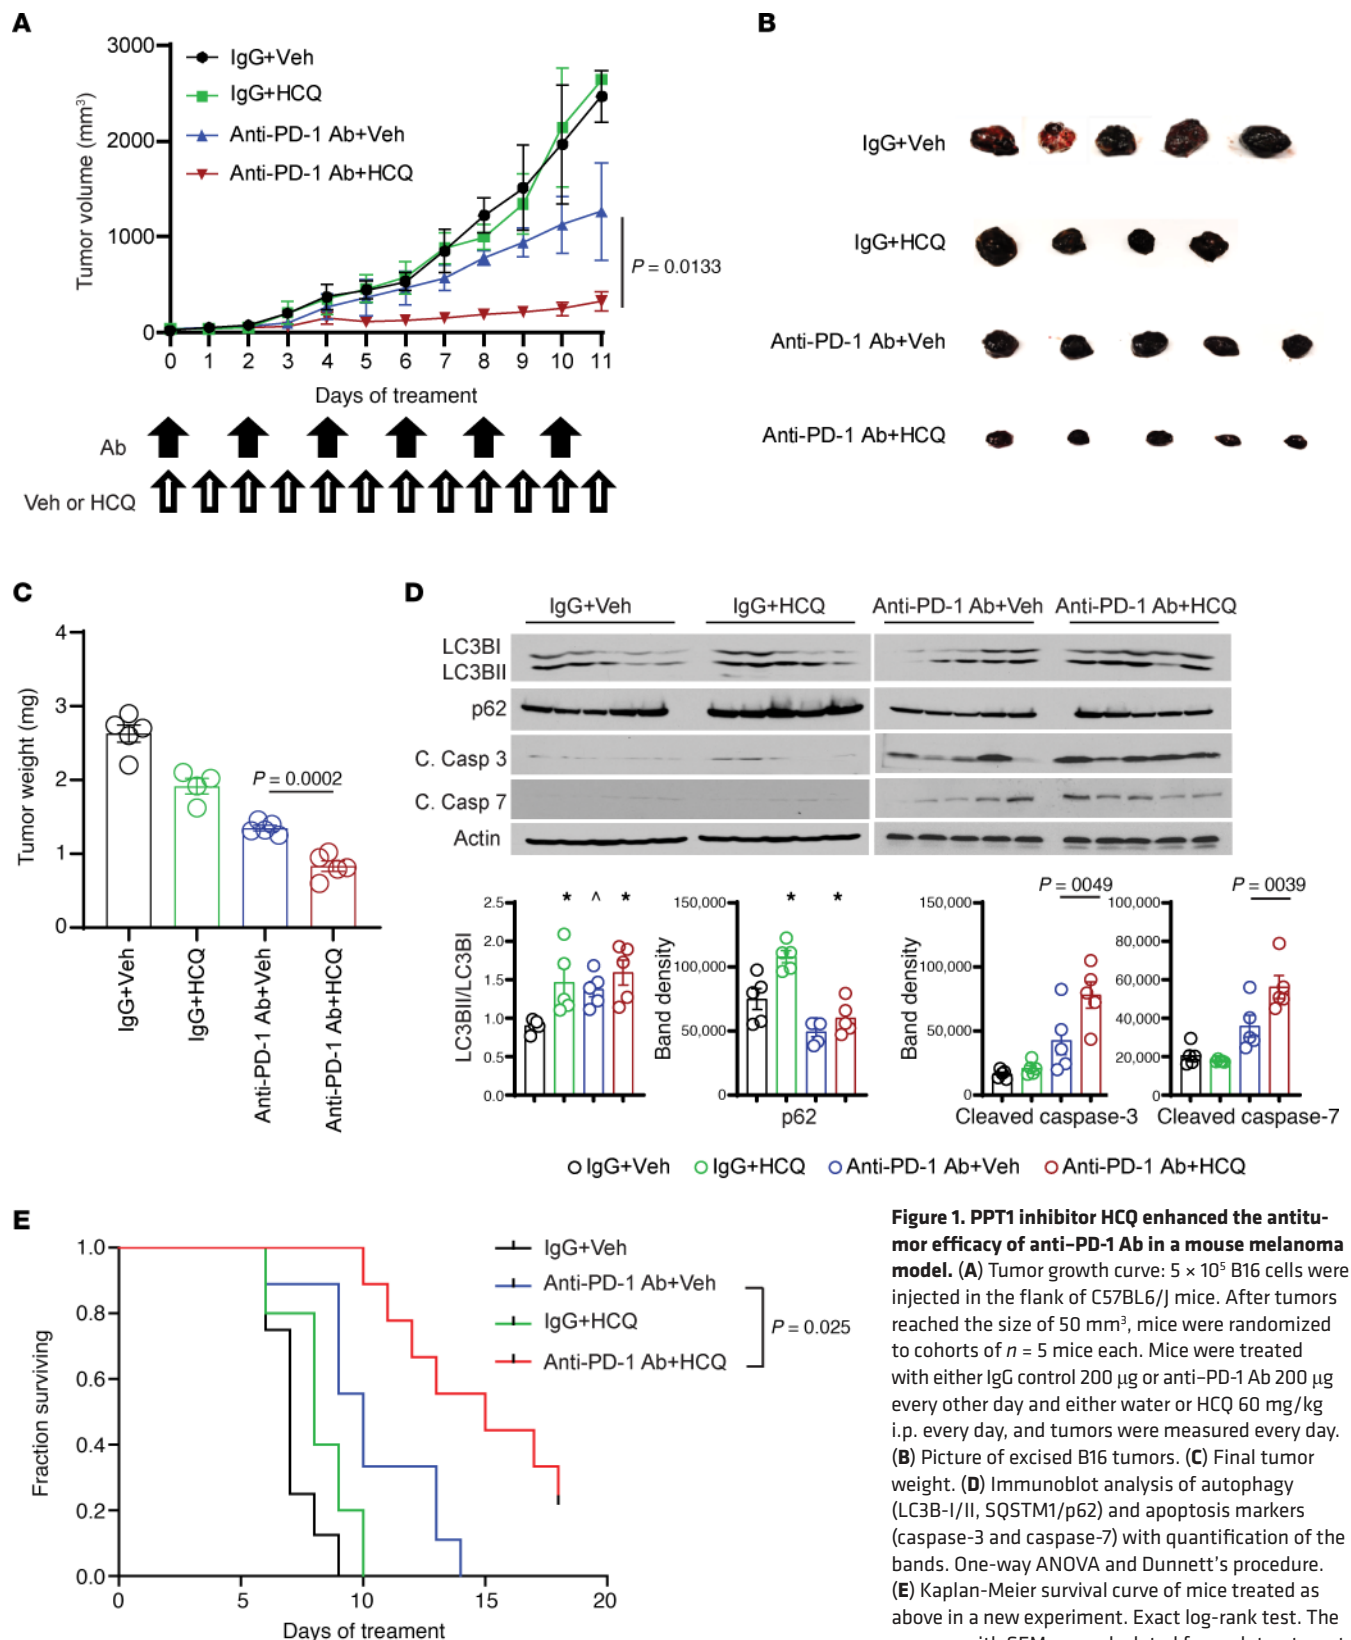 A
3000
2000
1000
0
Tumor volume (mm³)
IgG+Veh
IgG+HCQ
Anti-PD-1 Ab+Veh
Anti-PD-1 Ab+HCQ
P = 0.0133
0 1 2 3 4 5 6 7 8 9 10 11
Days of treament
Ab
Veh or HCQ
B
IgG+Veh
IgG+HCQ
Anti-PD-1 Ab+Veh
Anti-PD-1 Ab+HCQ
C
Tumor weight (mg)
4
3
2
1
0
P = 0.0002
IgG+Veh
IgG+HCQ
Anti-PD-1 Ab+Veh
Anti-PD-1 Ab+HCQ
D
IgG+Veh IgG+HCQ Anti-PD-1 Ab+Veh Anti-PD-1 Ab+HCQ
LC3BI
LC3BII
p62
C. Casp 3
C. Casp 7
Actin
LC3BII/LC3BI
2.5
2.0
1.5
1.0
0.5
0.0
* ^ *
Band density
150,000
100,000
50,000
0
* *
p62
Band density
150,000
100,000
50,000
0
P = 0049
Cleaved caspase-3
100,000
80,000
60,000
40,000
20,000
0
P = 0039
Cleaved caspase-7
IgG+Veh IgG+HCQ Anti-PD-1 Ab+Veh Anti-PD-1 Ab+HCQ
E
Fraction surviving
1.0
0.8
0.6
0.4
0.2
0.0
0 5 10 15 20
Days of treatment
IgG+Veh
Anti-PD-1 Ab+Veh
IgG+HCQ
Anti-PD-1 Ab+HCQ
P = 0.025
Figure 1. PPT1 inhibitor HCQ enhanced the antitu-
mor efficacy of anti–PD-1 Ab in a mouse melanoma
model. (A) Tumor growth curve: 5 × 10⁵ B16 cells were
injected in the flank of C57BL6/J mice. After tumors
reached the size of 50 mm³, mice were randomized
to cohorts of n = 5 mice each. Mice were treated
with either IgG control 200 μg or anti–PD-1 Ab 200 μg
every other day and either water or HCQ 60 mg/kg
i.p. every day, and tumors were measured every day.
(B) Picture of excised B16 tumors. (C) Final tumor
weight. (D) Immunoblot analysis of autophagy
(LC3B-I/II, SQSTM1/p62) and apoptosis markers
(caspase-3 and caspase-7) with quantification of the
bands. One-way ANOVA and Dunnett's procedure.
(E) Kaplan-Meier survival curve of mice treated as
above in a new experiment. Exact log-rank test. The